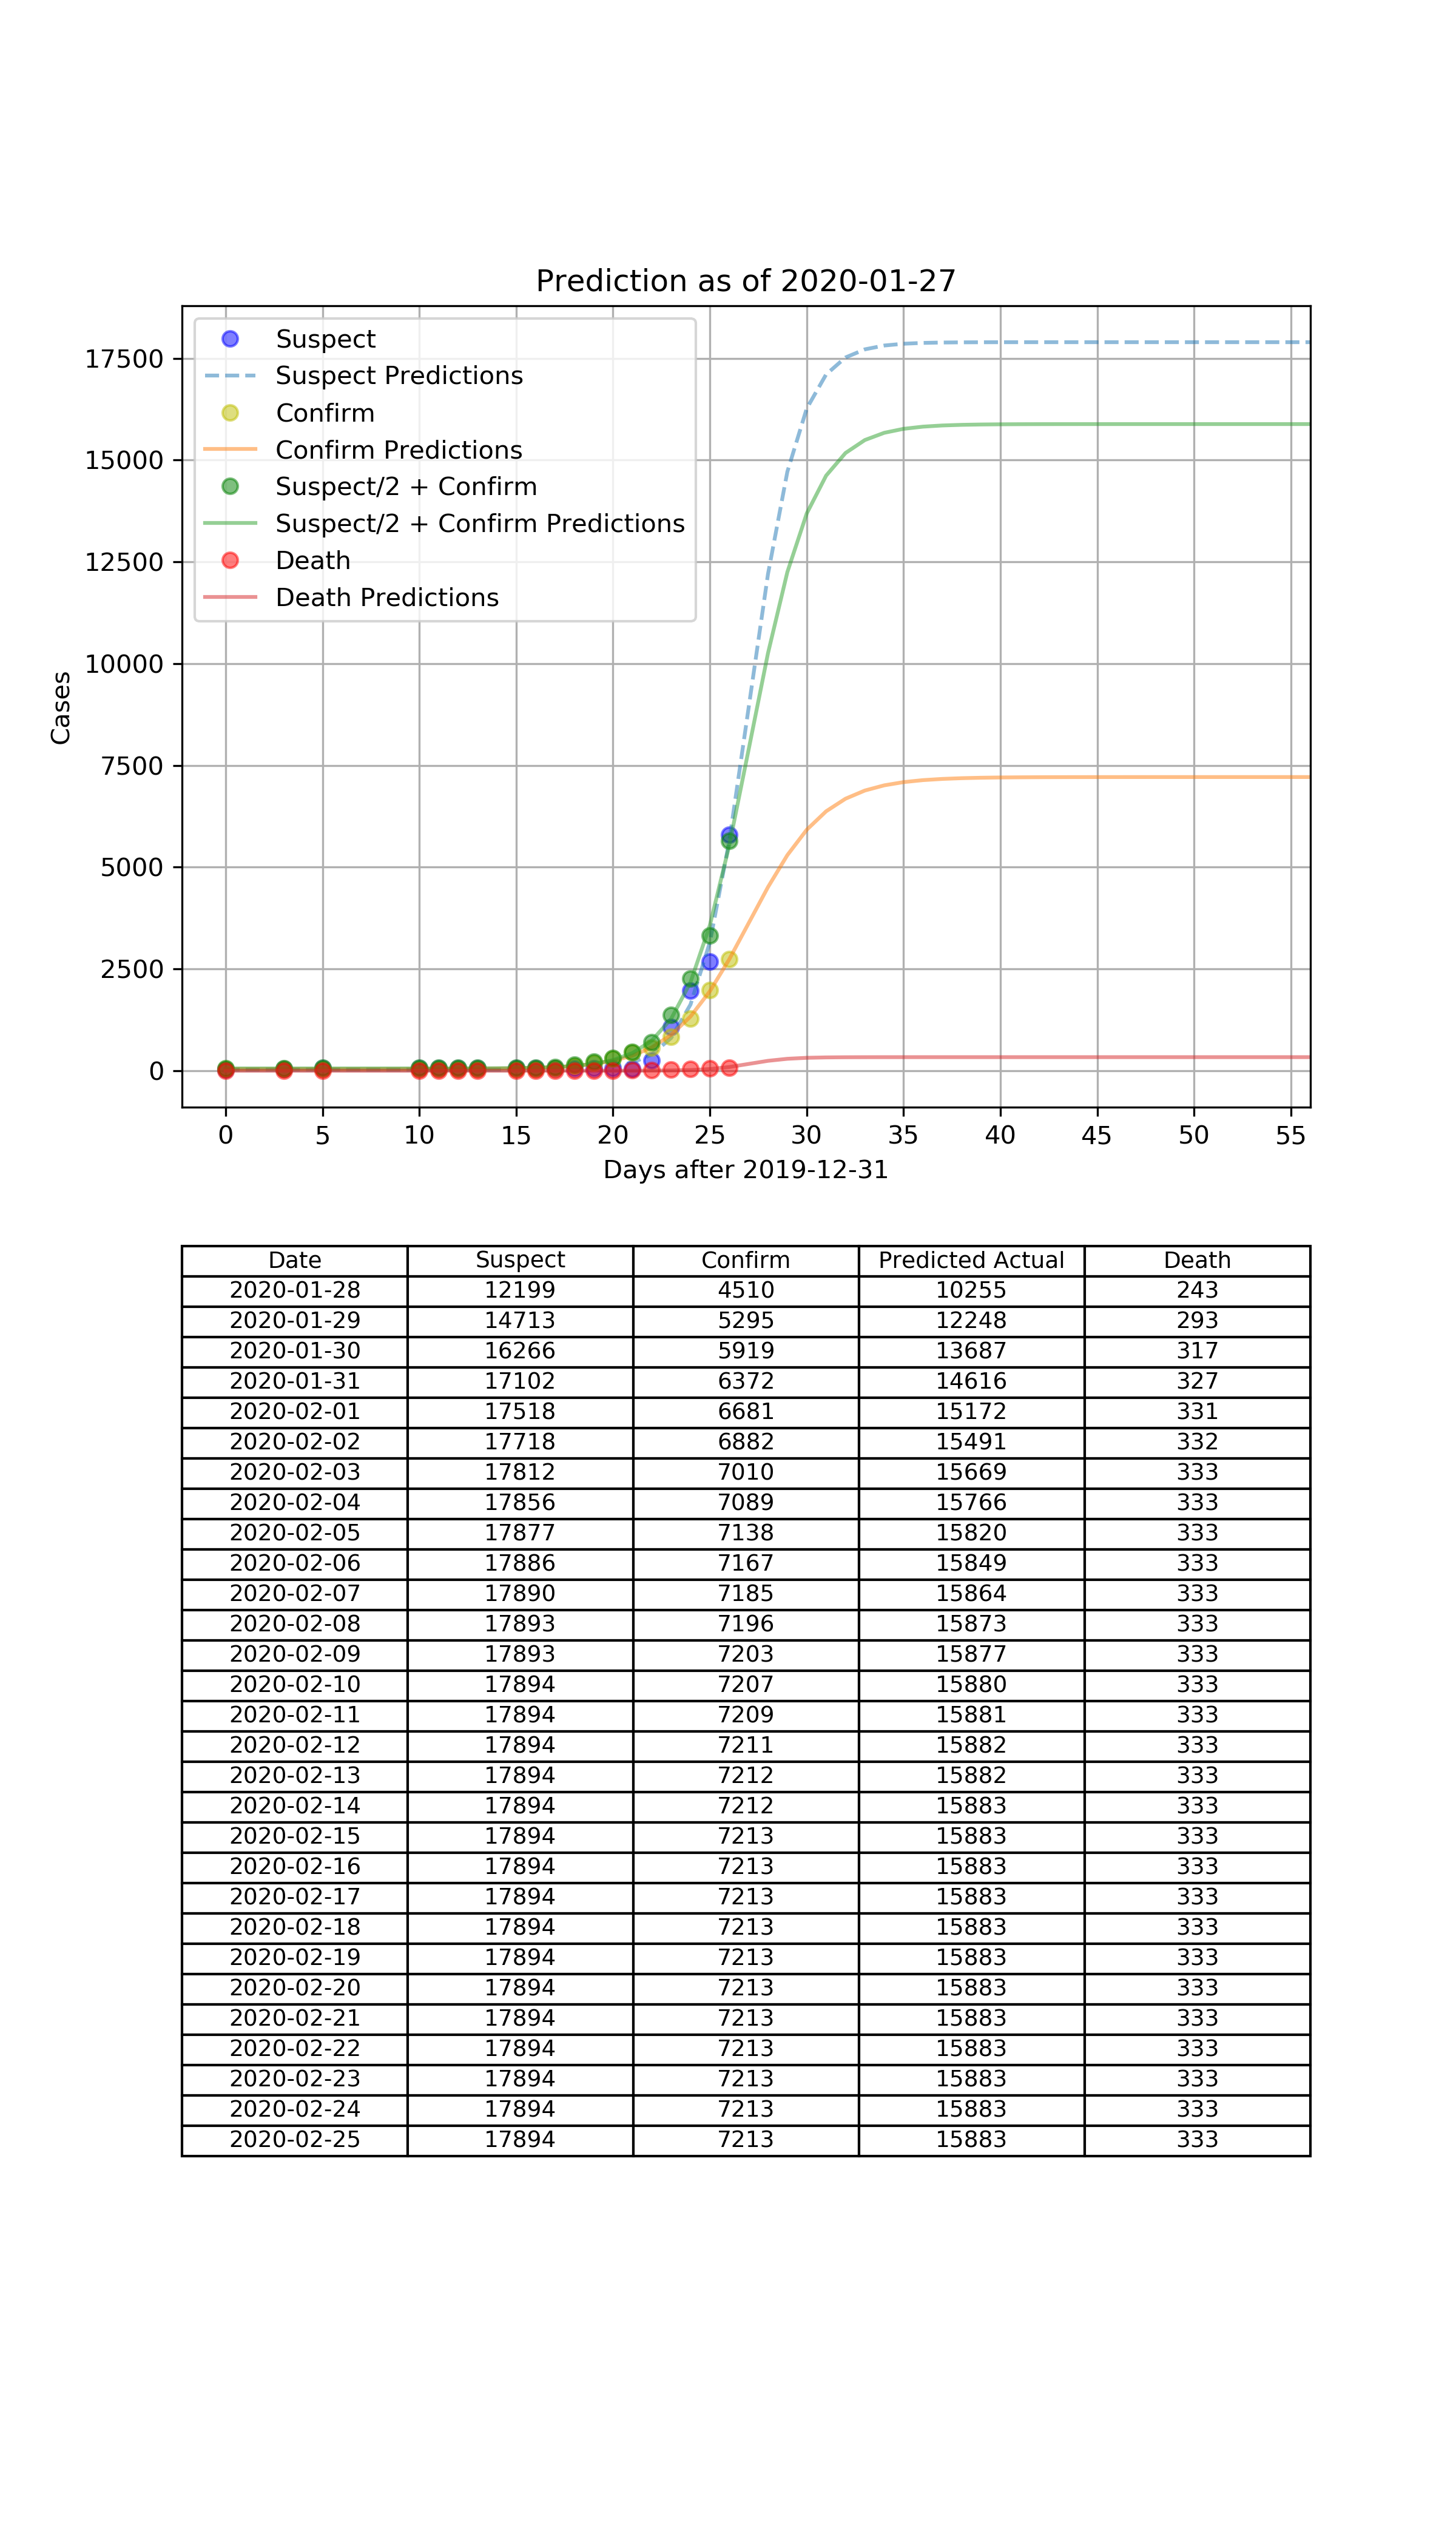 Prediction as of 2020-01-27
Suspect
Suspect Predictions
Confirm
Confirm Predictions
Suspect/2 + Confirm
Suspect/2 + Confirm Predictions
Death
Death Predictions
17500
15000
12500
10000
7500
5000
2500
0
Cases
0 5 10 15 20 25 30 35 40 45 50 55
Days after 2019-12-31
Date Suspect Confirm Predicted Actual Death
2020-01-28 12199 4510 10255 243
2020-01-29 14713 5295 12248 293
2020-01-30 16266 5919 13687 317
2020-01-31 17102 6372 14616 327
2020-02-01 17518 6681 15172 331
2020-02-02 17718 6882 15491 332
2020-02-03 17812 7010 15669 333
2020-02-04 17856 7089 15766 333
2020-02-05 17877 7138 15820 333
2020-02-06 17886 7167 15849 333
2020-02-07 17890 7185 15864 333
2020-02-08 17893 7196 15873 333
2020-02-09 17893 7203 15877 333
2020-02-10 17894 7207 15880 333
2020-02-11 17894 7209 15881 333
2020-02-12 17894 7211 15882 333
2020-02-13 17894 7212 15882 333
2020-02-14 17894 7212 15883 333
2020-02-15 17894 7213 15883 333
2020-02-16 17894 7213 15883 333
2020-02-17 17894 7213 15883 333
2020-02-18 17894 7213 15883 333
2020-02-19 17894 7213 15883 333
2020-02-20 17894 7213 15883 333
2020-02-21 17894 7213 15883 333
2020-02-22 17894 7213 15883 333
2020-02-23 17894 7213 15883 333
2020-02-24 17894 7213 15883 333
2020-02-25 17894 7213 15883 333